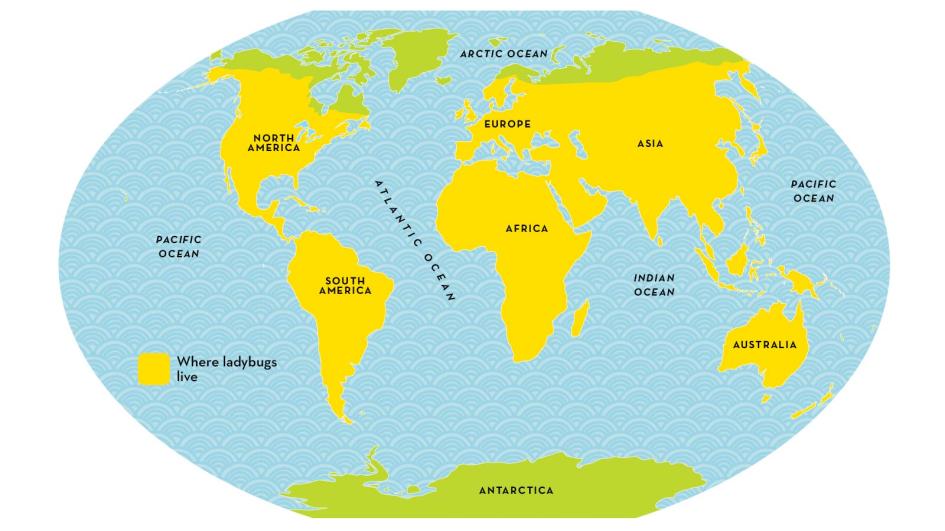 ARCTIC OCEAN
EUROPE
NORTH
AMERICA
ASIA
PACIFIC
OCEAN
ATLANTIC OCEAN
AFRICA
PACIFIC
OCEAN
SOUTH
AMERICA
INDIAN
OCEAN
AUSTRALIA
Where ladybugs
live
ANTARCTICA